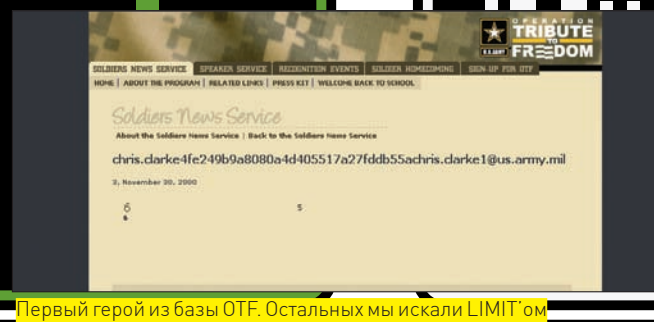 OPERATION
TRIBUTE
TO
FREEDOM
U.S.ARMY
SOLDIERS NEWS SERVICE | SPEAKER SERVICE | RECOGNITION EVENTS | SOLDIER HOMECOMING | SIGN-UP FOR OTF
HOME | ABOUT THE PROGRAM | RELATED LINKS | PRESS KIT | WELCOME BACK TO SCHOOL
Soldiers News Service
About the Soldiers News Service | Back to the Soldiers News Service
chris.clarke4fe249b9a8080a4d405517a27fddb55achris.clarke1@us.army.mil
2, November 30, 2000
6 5
6
Первый герой из базы OTF. Остальных мы искали LIMIT'ом